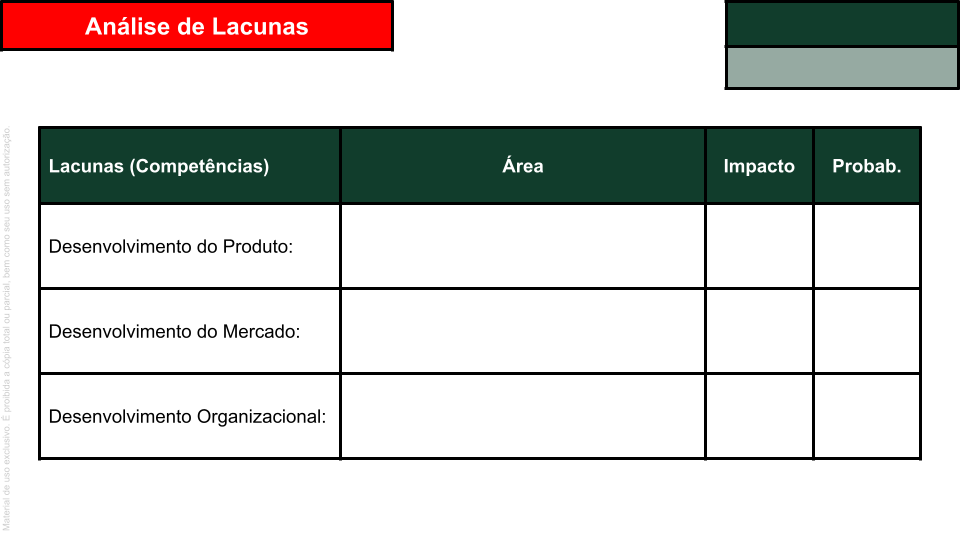 Análise de Lacunas
Lacunas (Competências)
Área
Impacto
Probab.
Desenvolvimento do Produto:
Desenvolvimento do Mercado:
Desenvolvimento Organizacional:
Material de uso exclusivo. É proibida a cópia total ou parcial, bem como seu uso sem autorização.